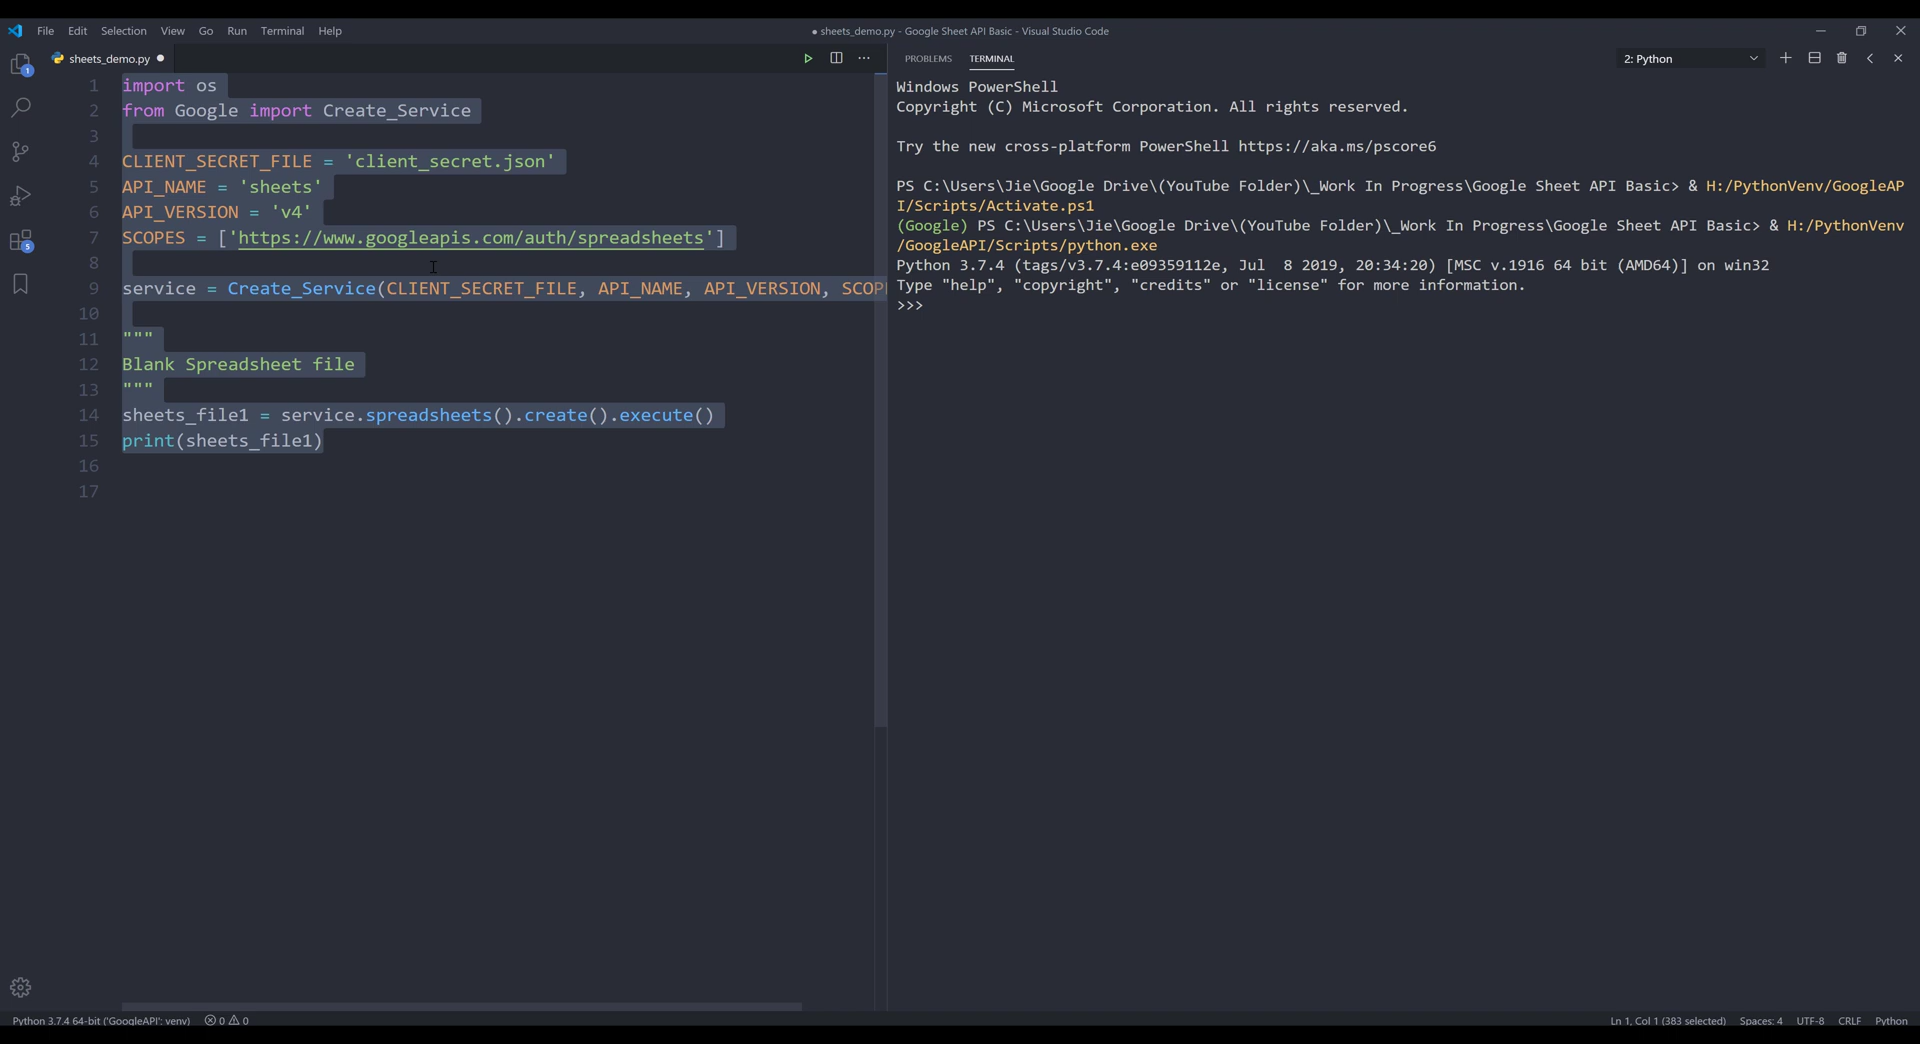 File Edit Selection View Go Run Terminal Help
● sheets_demo.py - Google Sheet API Basic - Visual Studio Code
1
5
sheets_demo.py ●
1 import os
2 from Google import Create_Service
3
4 CLIENT_SECRET_FILE = 'client_secret.json'
5 API_NAME = 'sheets'
6 API_VERSION = 'v4'
7 SCOPES = ['https://www.googleapis.com/auth/spreadsheets']
8
9 service = Create_Service(CLIENT_SECRET_FILE, API_NAME, API_VERSION, SCOP
10
11 """
12 Blank Spreadsheet file
13 """
14 sheets_file1 = service.spreadsheets().create().execute()
15 print(sheets_file1)
16
17
PROBLEMS TERMINAL
2: Python
Windows PowerShell
Copyright (C) Microsoft Corporation. All rights reserved.
Try the new cross-platform PowerShell https://aka.ms/pscore6
PS C:\Users\Jie\Google Drive\(YouTube Folder)\_Work In Progress\Google Sheet API Basic> & H:/PythonVenv/GoogleAP
I/Scripts/Activate.ps1
(Google) PS C:\Users\Jie\Google Drive\(YouTube Folder)\_Work In Progress\Google Sheet API Basic> & H:/PythonVenv
/GoogleAPI/Scripts/python.exe
Python 3.7.4 (tags/v3.7.4:e09359112e, Jul  8 2019, 20:34:20) [MSC v.1916 64 bit (AMD64)] on win32
Type "help", "copyright", "credits" or "license" for more information.
>>>
Python 3.7.4 64-bit ('GoogleAPI': venv) 0 0
Ln 1, Col 1 (383 selected) Spaces: 4 UTF-8 CRLF Python